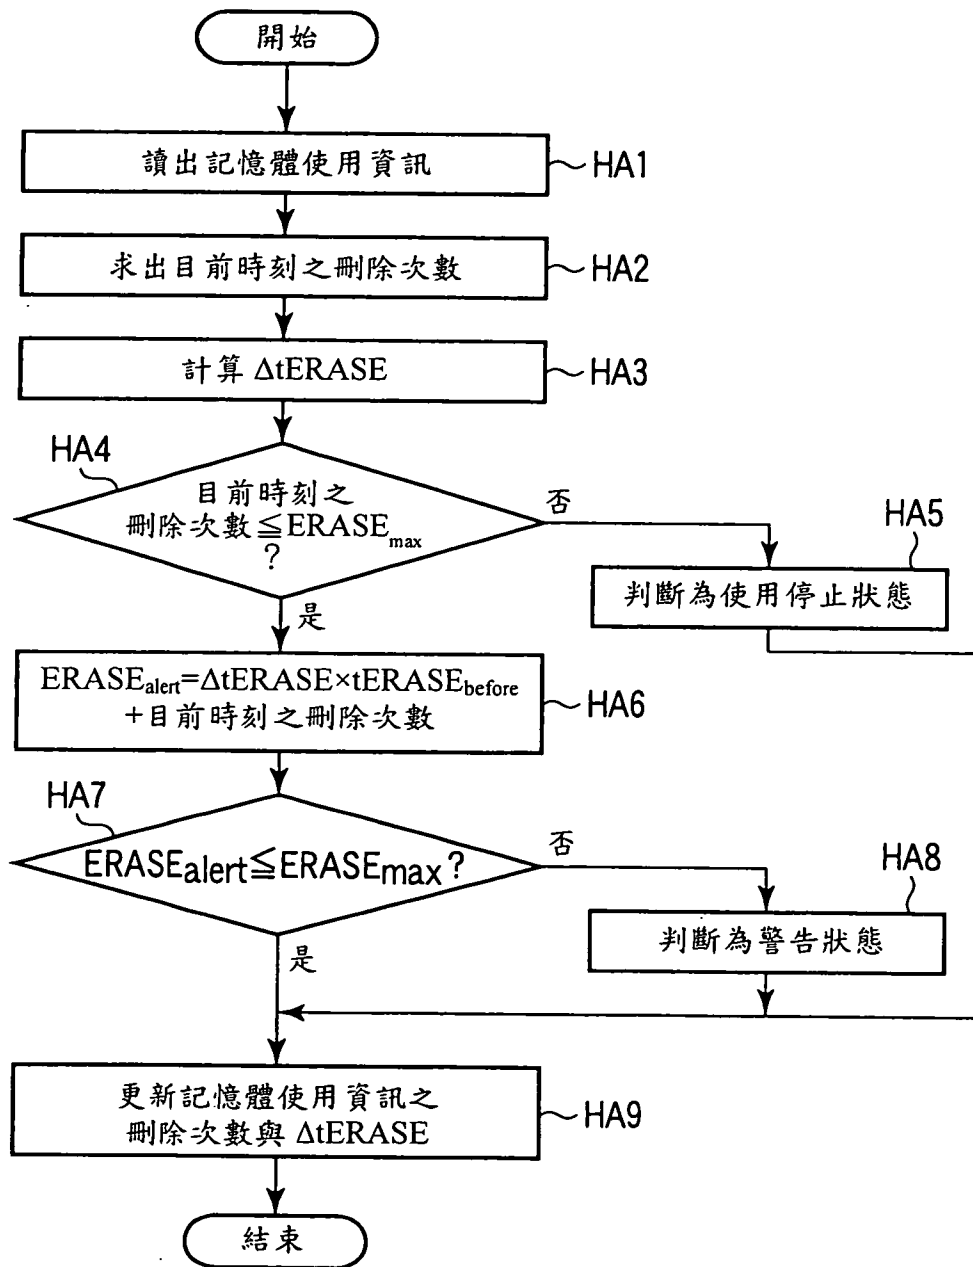 開始
讀出記憶體使用資訊
HA1
求出目前時刻之刪除次數
HA2
計算 ΔtERASE
HA3
HA4
目前時刻之
刪除次數≦ERASEmax
?
否
HA5
判斷為使用停止狀態
是
ERASEalert=ΔtERASE×tERASEbefore
+目前時刻之刪除次數
HA6
HA7
ERASEalert≦ERASEmax?
否
HA8
判斷為警告狀態
是
更新記憶體使用資訊之
刪除次數與 ΔtERASE
HA9
結束